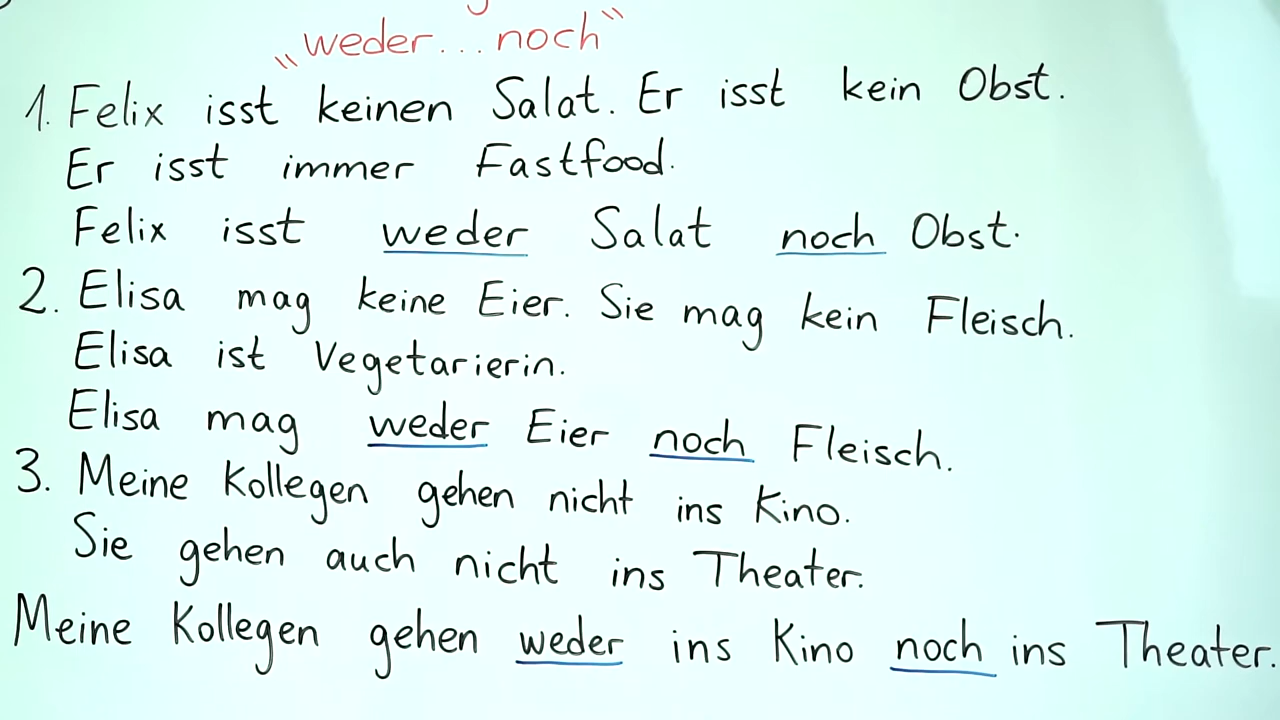 „weder...noch“
1. Felix isst keinen Salat. Er isst kein Obst.
Er isst immer Fastfood.
Felix isst weder Salat noch Obst.
2. Elisa mag keine Eier. Sie mag kein Fleisch.
Elisa ist Vegetarierin.
Elisa mag weder Eier noch Fleisch.
3. Meine Kollegen gehen nicht ins Kino.
Sie gehen auch nicht ins Theater.
Meine Kollegen gehen weder ins Kino noch ins Theater.